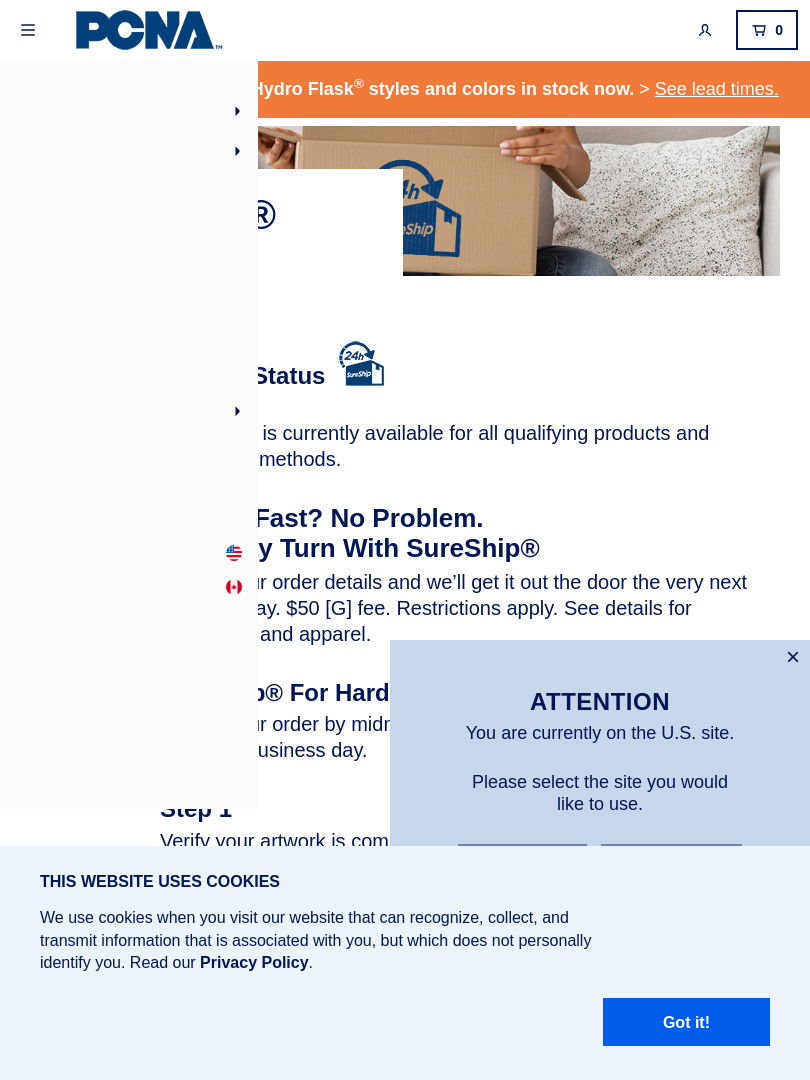 PCNA™
0
Hydro Flask® styles and colors in stock now. > See lead times.
24h
SureShip
®
Status
24h
SureShip
is currently available for all qualifying products and
methods.
Fast? No Problem.
Turn With SureShip®
order details and we’ll get it out the door the very next
$50 [G] fee. Restrictions apply. See details for
and apparel.
® For Hard
order by
business day.
Step 1
Verify your artwork is
×
ATTENTION
You are currently on the U.S. site.
Please select the site you would
like to use.
THIS WEBSITE USES COOKIES
We use cookies when you visit our website that can recognize, collect, and
transmit information that is associated with you, but which does not personally
identify you. Read our Privacy Policy.
Got it!